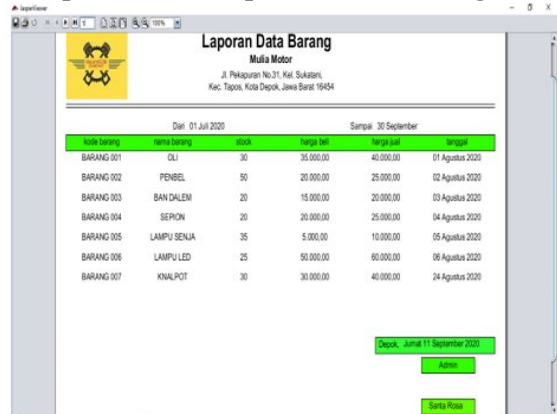 JasperViewer
100%
Laporan Data Barang
Mulia Motor
Jl. Pekapuran No.31, Kel. Sukatani,
Kec. Tapos, Kota Depok, Jawa Barat 16454
Dari 01 Juli 2020 Sampai 30 September
kode barang nama barang stock harga beli harga jual tanggal
BARANG 001 OLI 30 35.000,00 40.000,00 01 Agustus 2020
BARANG 002 PENBEL 50 20.000,00 25.000,00 02 Agustus 2020
BARANG 003 BAN DALEM 20 15.000,00 20.000,00 03 Agustus 2020
BARANG 004 SEPION 20 20.000,00 25.000,00 04 Agustus 2020
BARANG 005 LAMPU SENJA 35 5.000,00 10.000,00 05 Agustus 2020
BARANG 006 LAMPU LED 25 50.000,00 60.000,00 06 Agustus 2020
BARANG 007 KNALPOT 30 30.000,00 40.000,00 24 Agustus 2020
Depok, Jumat 11 September 2020
Admin
Santa Rosa